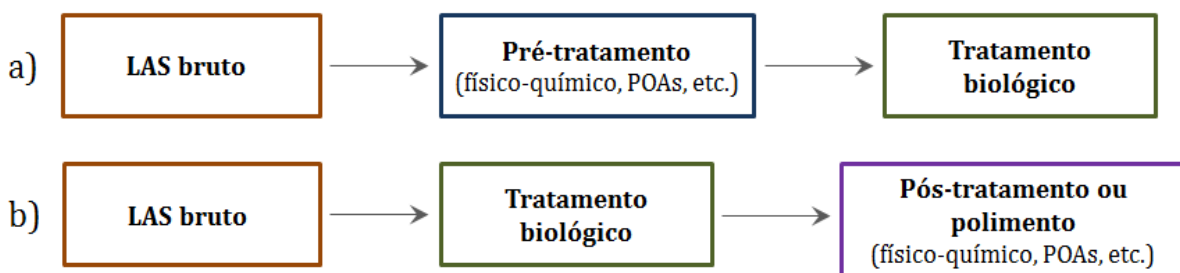 a)
LAS bruto
Pré-tratamento
(físico-químico, POAs, etc.)
Tratamento
biológico
b)
LAS bruto
Tratamento
biológico
Pós-tratamento ou
polimento
(físico-químico, POAs, etc.)